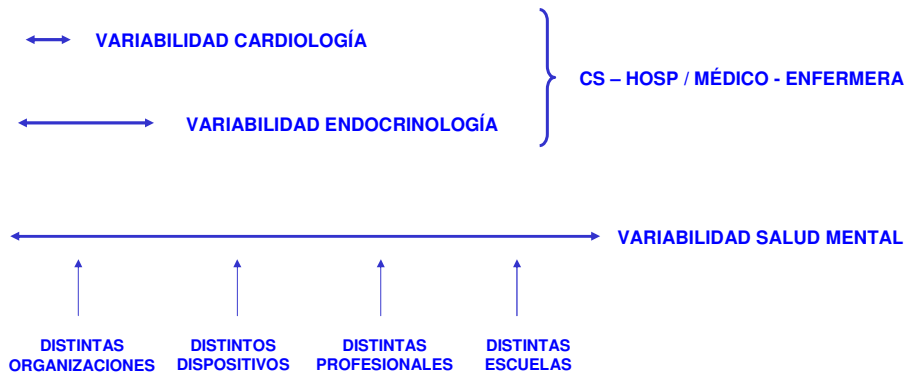 VARIABILIDAD CARDIOLOGÍA
CS – HOSP / MÉDICO - ENFERMERA
VARIABILIDAD ENDOCRINOLOGÍA
VARIABILIDAD SALUD MENTAL
DISTINTAS
ORGANIZACIONES
DISTINTOS
DISPOSITIVOS
DISTINTAS
PROFESIONALES
DISTINTAS
ESCUELAS